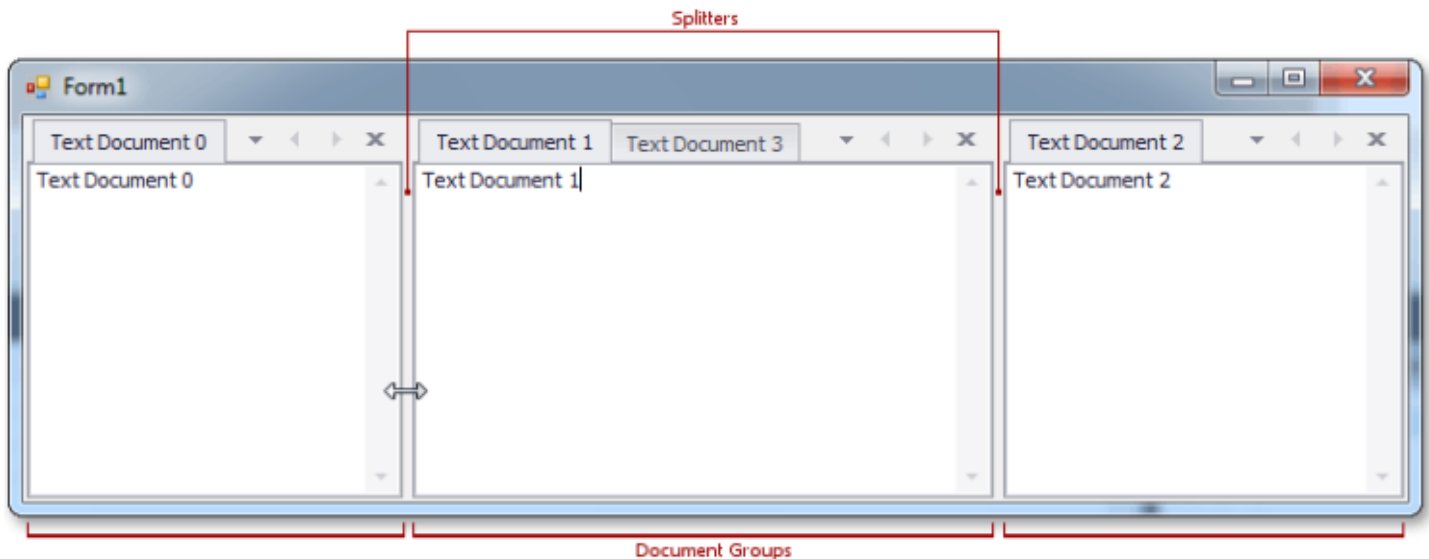 Splitters
Form1
Text Document 0
Text Document 1 Text Document 3
Text Document 2
Text Document 0
Text Document 1
Text Document 2
Document Groups